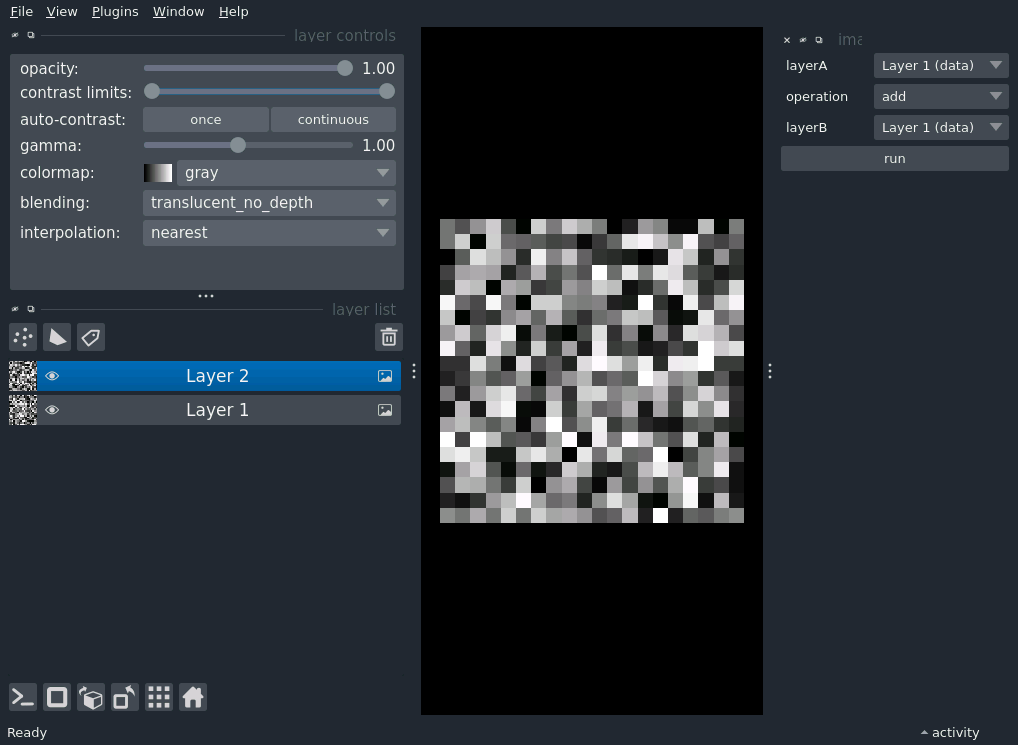 File View Plugins Window Help
layer controls
opacity: 1.00
contrast limits:
auto-contrast: once continuous
gamma: 1.00
colormap: gray
blending: translucent_no_depth
interpolation: nearest
layer list
Layer 2
Layer 1
ima
layerA Layer 1 (data)
operation add
layerB Layer 1 (data)
run
Ready
activity